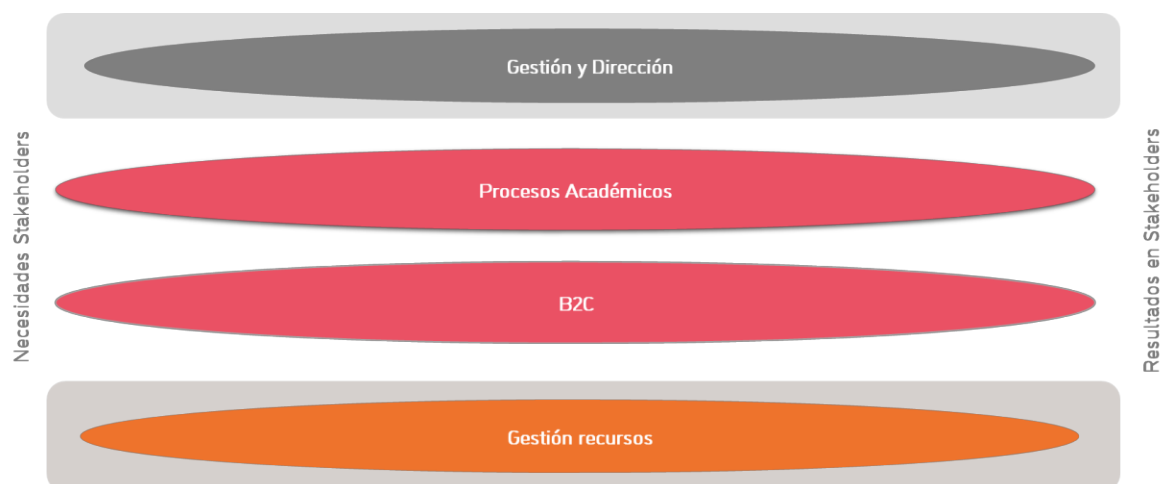 Gestión y Dirección
Necesidades Stakeholders
Procesos Académicos
B2C
Resultados en Stakeholders
Gestión recursos